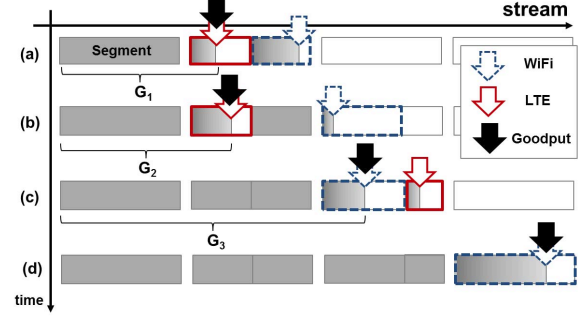 stream
(a)
Segment
G1
WiFi
LTE
Goodput
(b)
G2
(c)
G3
(d)
time